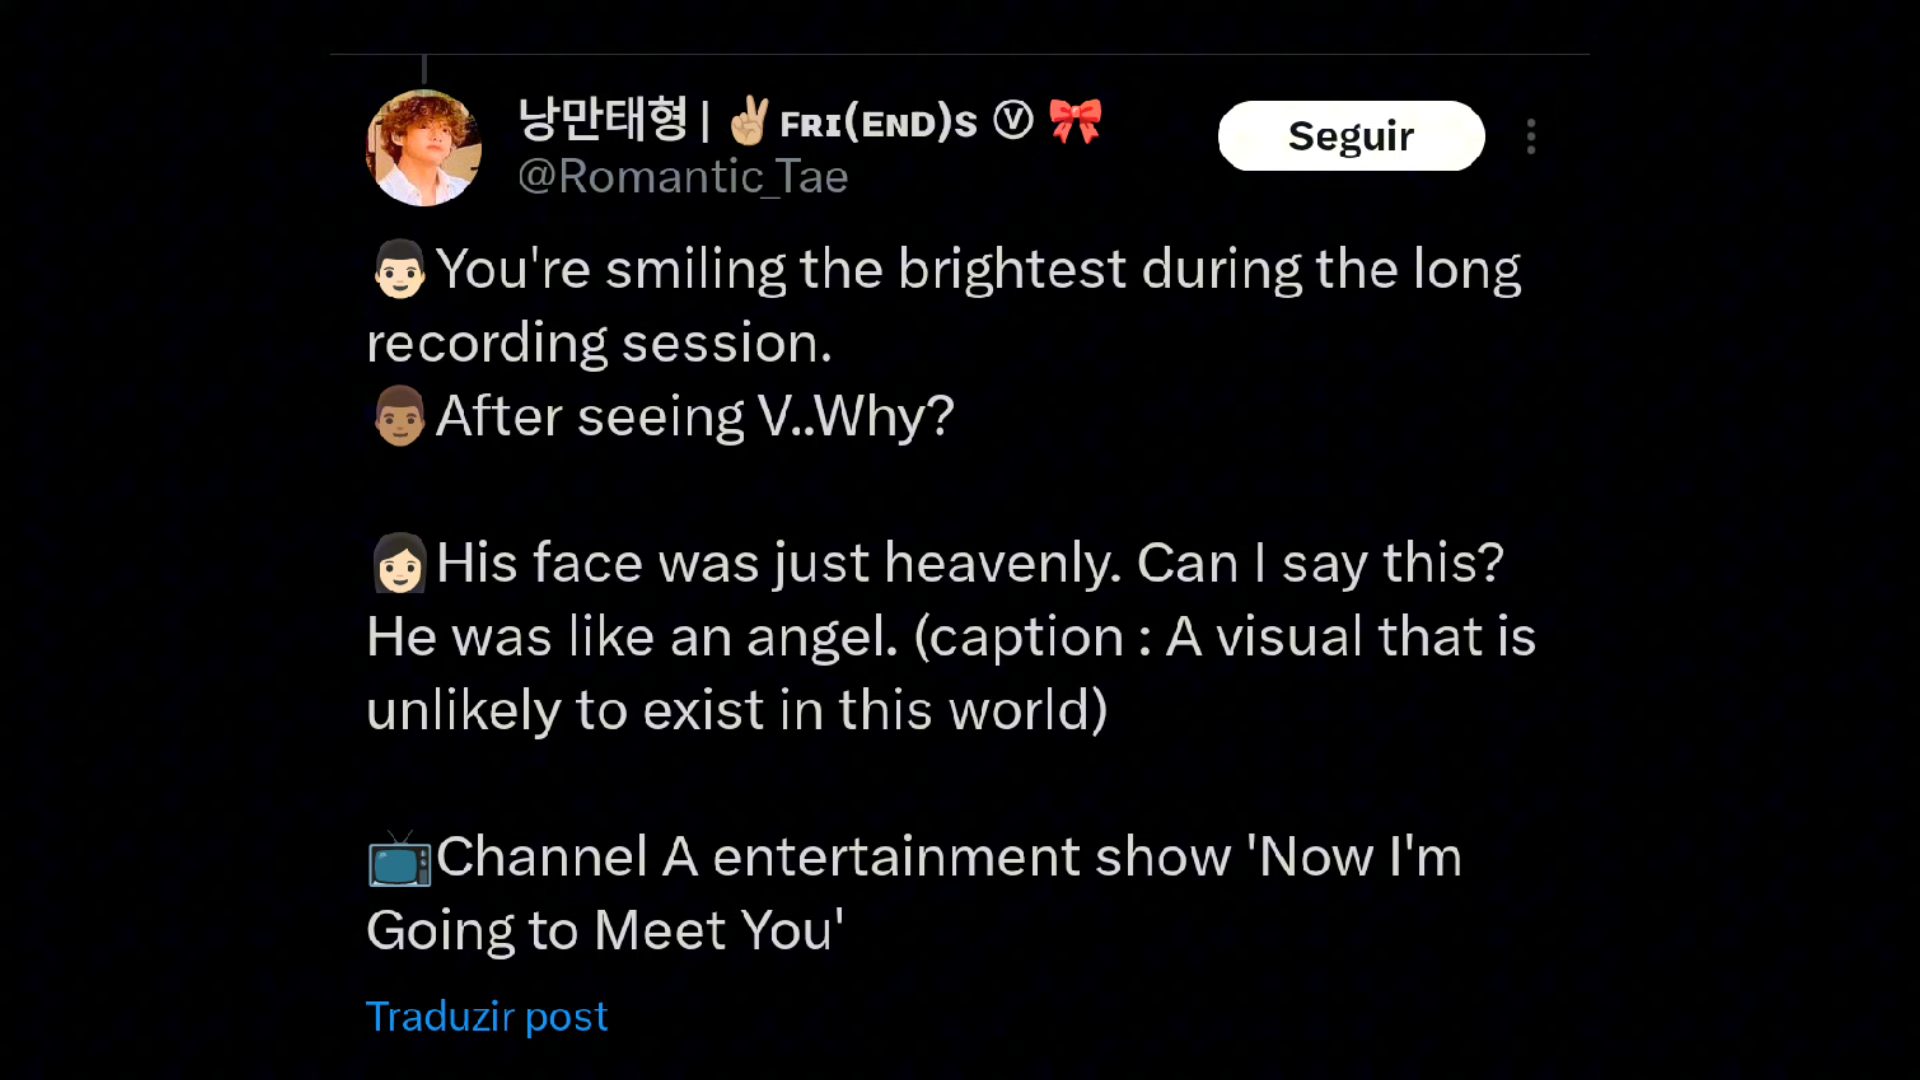 낭만태형 | ✌🏼 ꜰʀɪ(ᴇɴᴅ)ꜱ Ⓥ 🎀
Seguir
@Romantic_Tae
👨🏻You're smiling the brightest during the long
recording session.
👨🏽After seeing V..Why?
👩🏻His face was just heavenly. Can I say this?
He was like an angel. (caption : A visual that is
unlikely to exist in this world)
📺Channel A entertainment show 'Now I'm
Going to Meet You'
Traduzir post